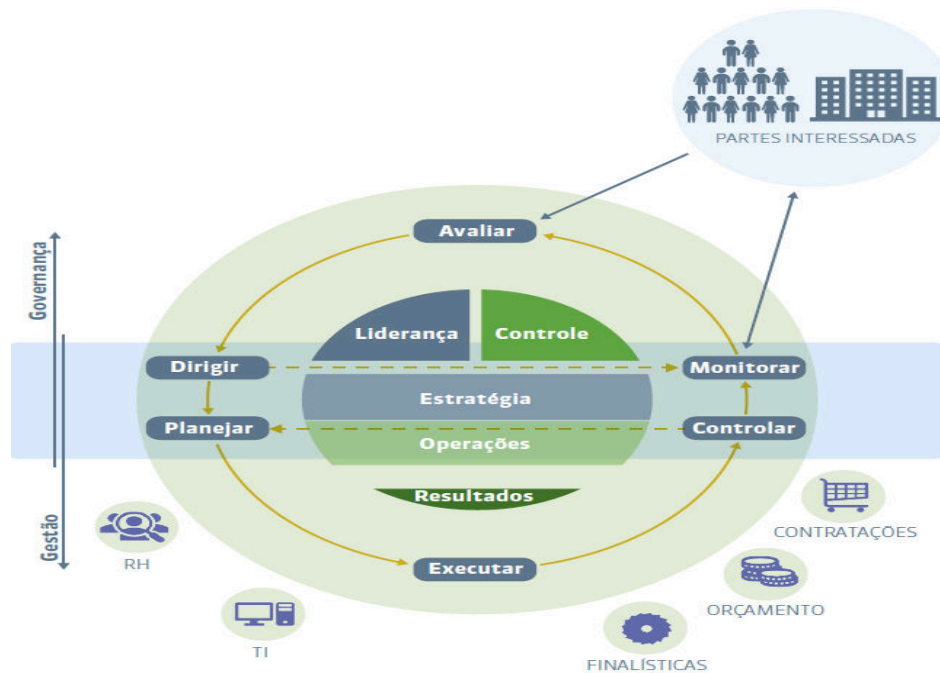 PARTES INTERESSADAS
Avaliar
Governança
Liderança
Controle
Dirigir
Monitorar
Estratégia
Planejar
Controlar
Operações
Resultados
Gestão
CONTRATAÇÕES
RH
Executar
ORÇAMENTO
TI
FINALÍSTICAS